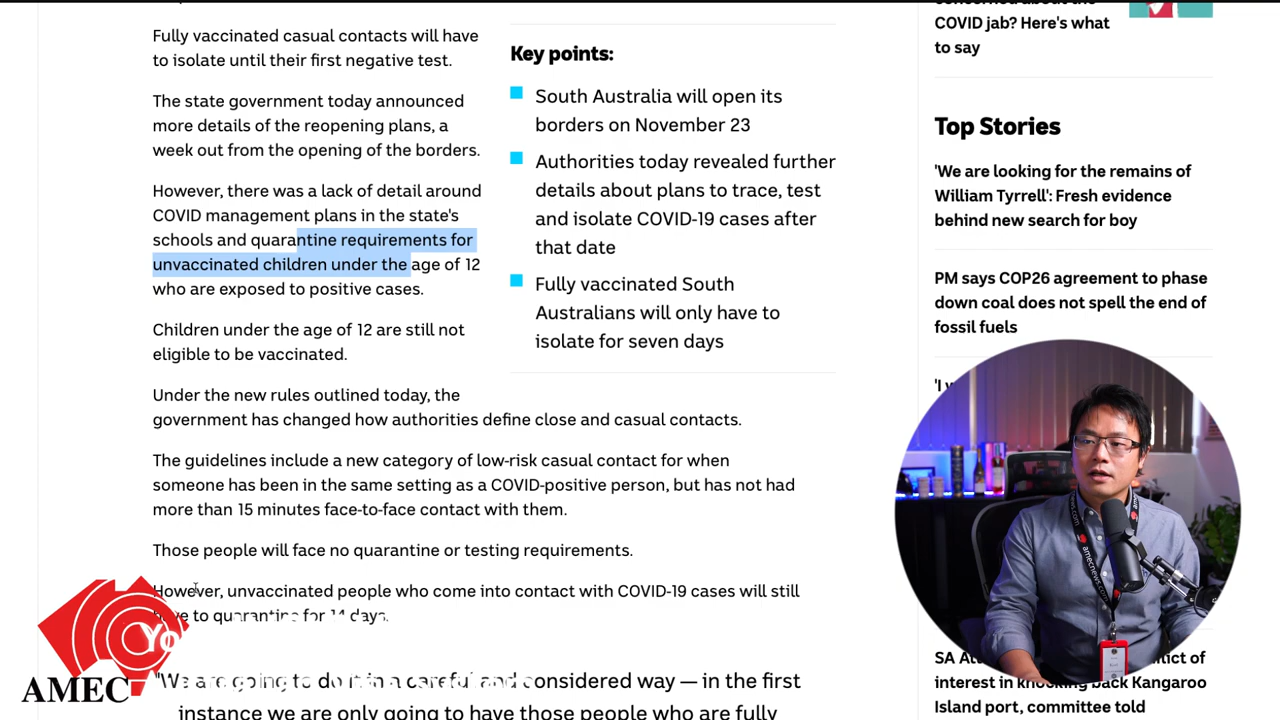 Fully vaccinated casual contacts will have
to isolate until their first negative test.
The state government today announced
more details of the reopening plans, a
week out from the opening of the borders.
However, there was a lack of detail around
COVID management plans in the state's
schools and quarantine requirements for
unvaccinated children under the age of 12
who are exposed to positive cases.
Children under the age of 12 are still not
eligible to be vaccinated.
Under the new rules outlined today, the
government has changed how authorities define close and casual contacts.
The guidelines include a new category of low-risk casual contact for when
someone has been in the same setting as a COVID-positive person, but has not had
more than 15 minutes face-to-face contact with them.
Those people will face no quarantine or testing requirements.
However, unvaccinated people who come into contact with COVID-19 cases will still
have to quarantine for 14 days.
"We are going to do it in a careful and considered way — in the first
instance we are only going to have those people who are fully
Key points:
South Australia will open its
borders on November 23
Authorities today revealed further
details about plans to trace, test
and isolate COVID-19 cases after
that date
Fully vaccinated South
Australians will only have to
isolate for seven days
COVID jab? Here's what
to say
Top Stories
'We are looking for the remains of
William Tyrrell': Fresh evidence
behind new search for boy
PM says COP26 agreement to phase
down coal does not spell the end of
fossil fuels
SA
of
interest in knocking back Kangaroo
Island port, committee told
AMEC